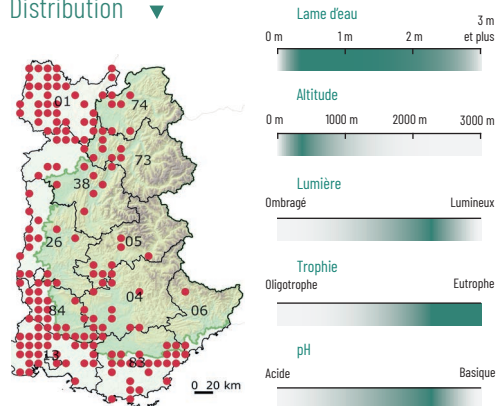 Distribution ▼
01
74
73
38
26
05
04
06
84
13
83
0 20 km
Lame d'eau
0 m 1 m 2 m 3 m et plus
Altitude
0 m 1000 m 2000 m 3000 m
Lumière
Ombragé Lumineux
Trophie
Oligotrophe Eutrophe
pH
Acide Basique